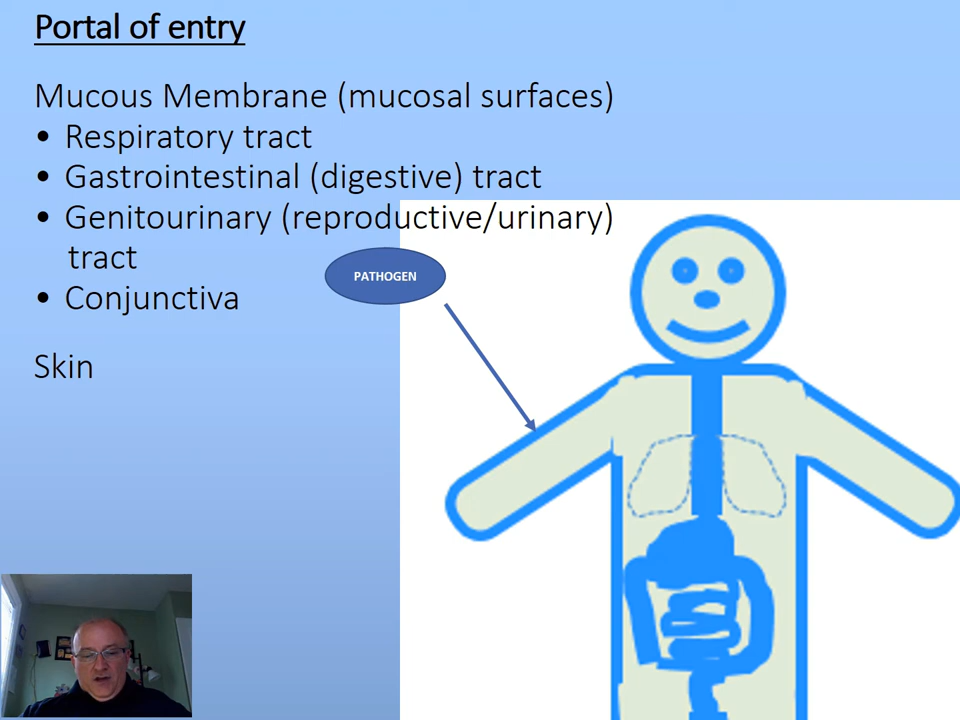 Portal of entry
Mucous Membrane (mucosal surfaces)
• Respiratory tract
• Gastrointestinal (digestive) tract
• Genitourinary (reproductive/urinary)
tract
PATHOGEN
• Conjunctiva
Skin